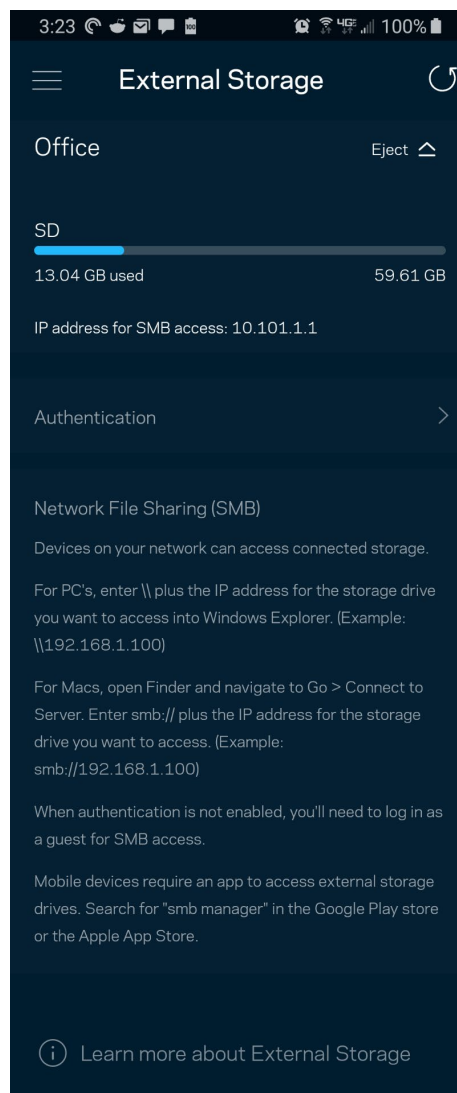 3:23 100 4GE 100%
External Storage
Office Eject
SD
13.04 GB used 59.61 GB
IP address for SMB access: 10.101.1.1
Authentication
Network File Sharing (SMB)
Devices on your network can access connected storage.
For PC's, enter \\ plus the IP address for the storage drive
you want to access into Windows Explorer. (Example:
\\192.168.1.100)
For Macs, open Finder and navigate to Go > Connect to
Server. Enter smb:// plus the IP address for the storage
drive you want to access. (Example:
smb://192.168.1.100)
When authentication is not enabled, you'll need to log in as
a guest for SMB access.
Mobile devices require an app to access external storage
drives. Search for "smb manager" in the Google Play store
or the Apple App Store.
Learn more about External Storage